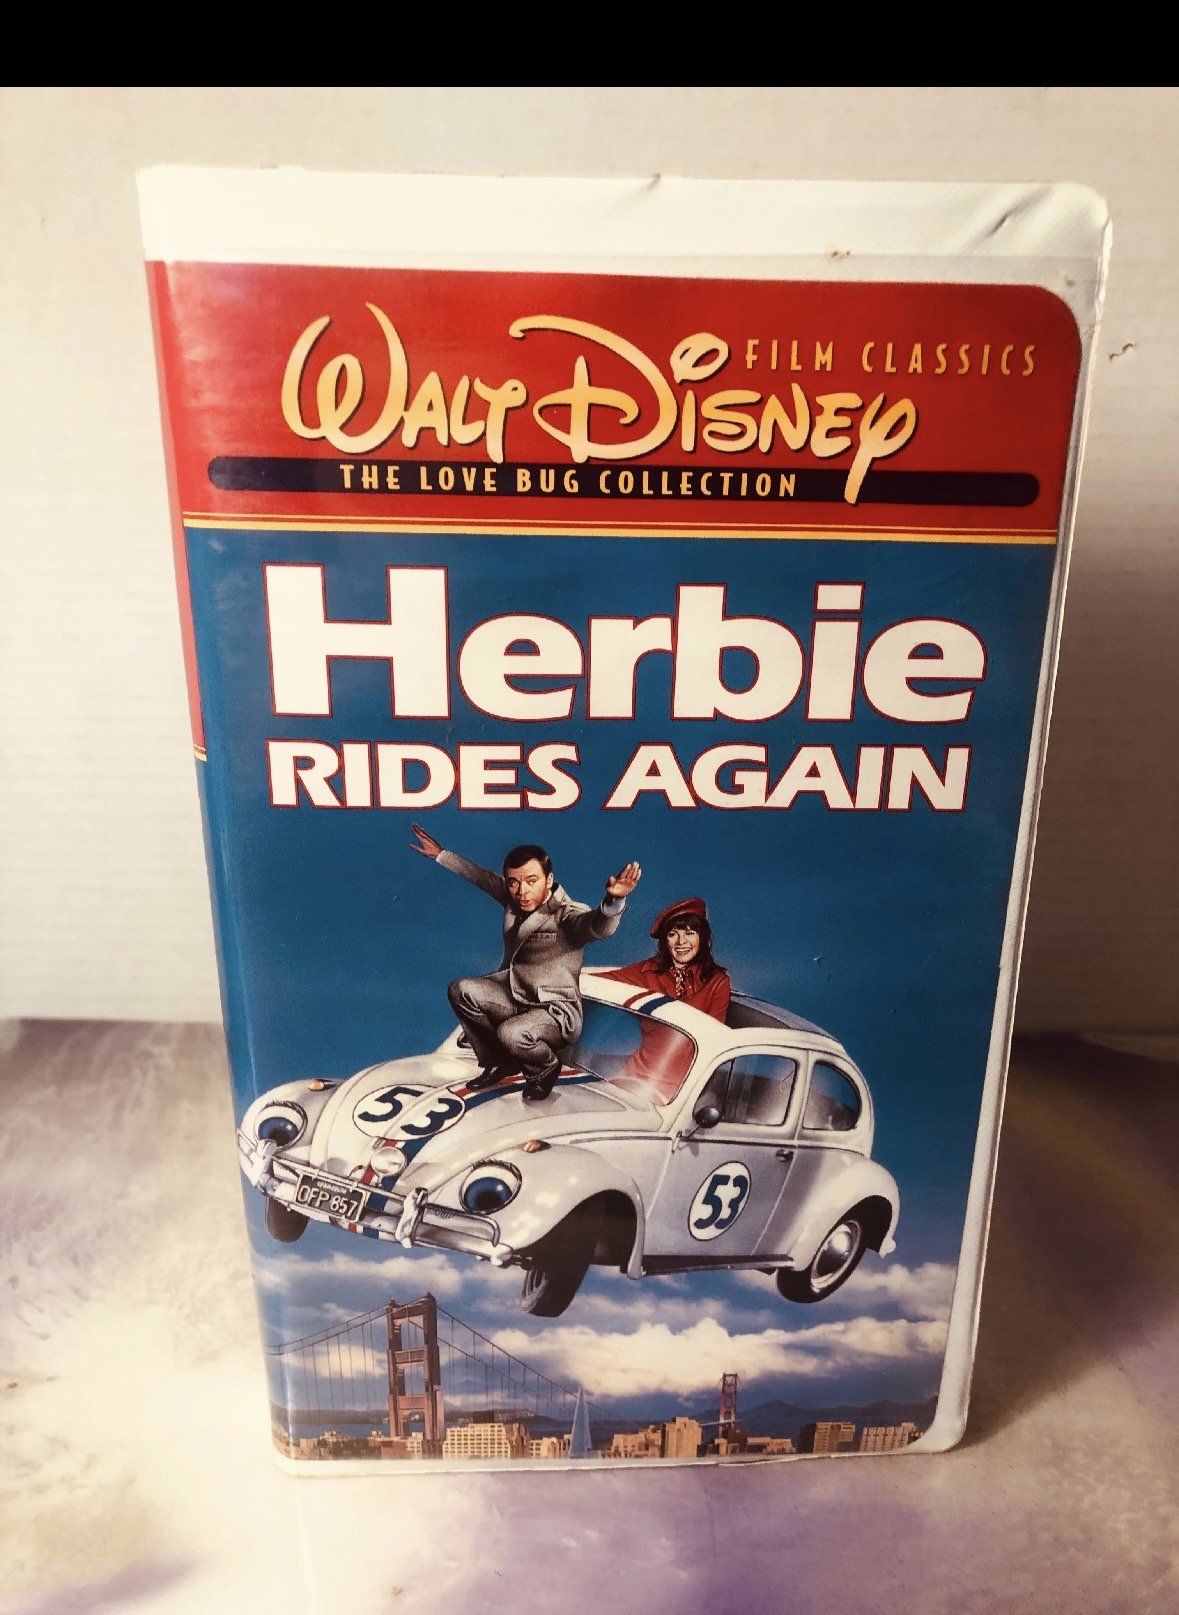 FILM CLASSICS
WALT DISNEY
THE LOVE BUG COLLECTION
Herbie
RIDES AGAIN
53
OFP 857
53